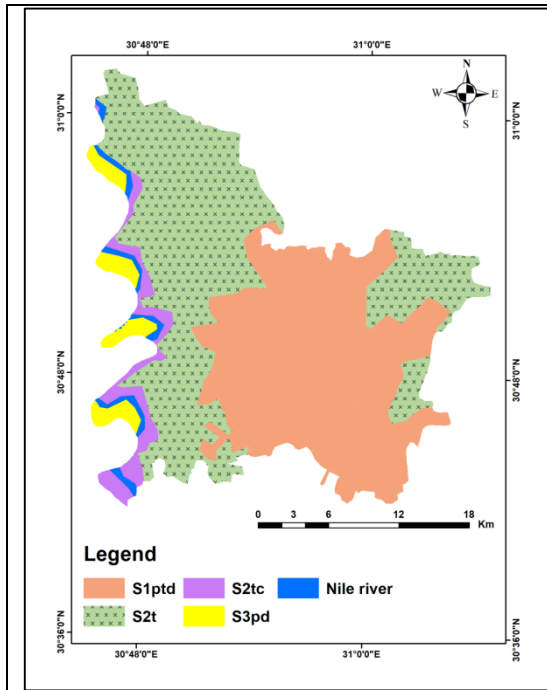 30°48'0"E 31°0'0"E
N
W E
S
31°0'0"N 31°0'0"N
30°48'0"N 30°48'0"N
0 3 6 12 18
Km
Legend
S1ptd S2tc Nile river
S2t S3pd
30°36'0"N 30°36'0"N
30°48'0"E 31°0'0"E